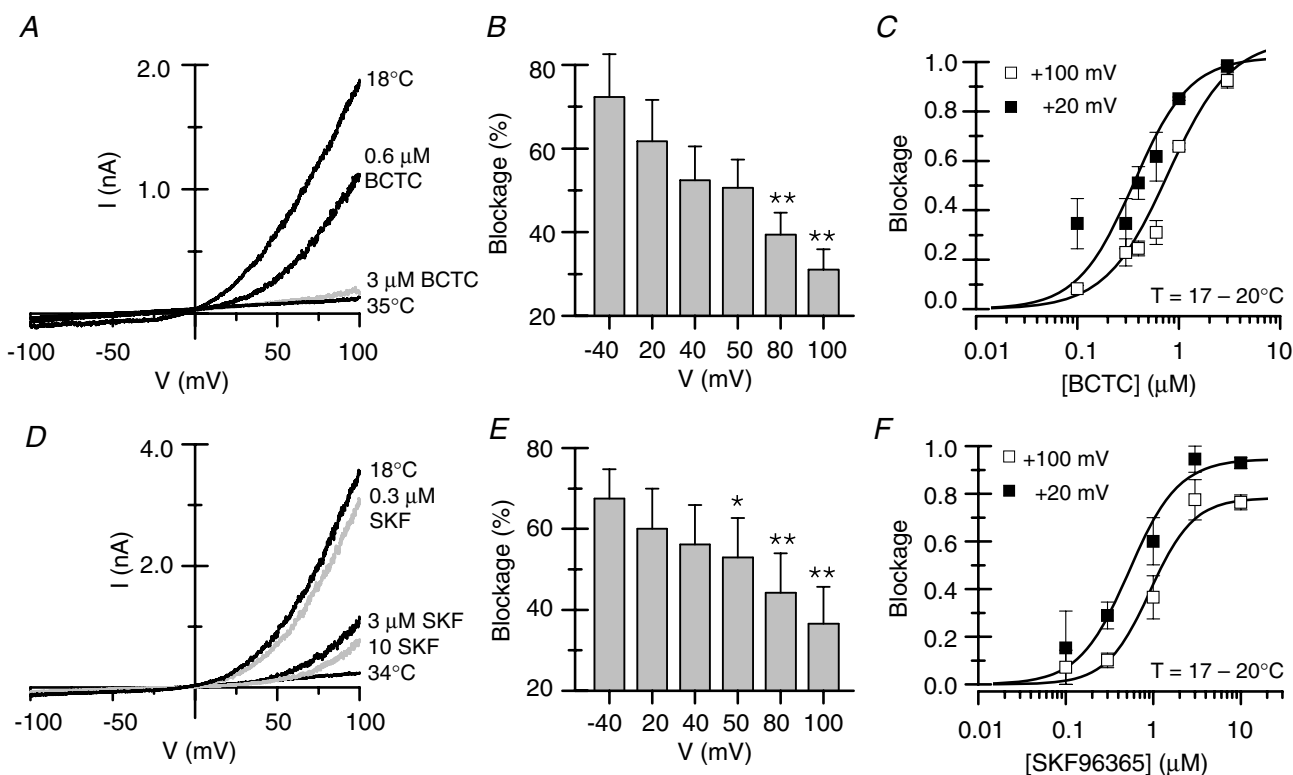 A
2.0
1.0
I (nA)
18°C
0.6 μM
BCTC
3 μM BCTC
35°C
-100
-50
50
100
V (mV)
B
80
60
40
20
Blockage (%)
**
**
-40
20
40
50
80
100
V (mV)
C
1.0
0.8
0.6
0.4
0.2
0.0
Blockage
+100 mV
+20 mV
T = 17 – 20°C
0.01
0.1
1
10
[BCTC] (μM)
D
4.0
2.0
I (nA)
18°C
0.3 μM
SKF
3 μM SKF
10 SKF
34°C
-100
-50
50
100
V (mV)
E
80
60
40
20
Blockage (%)
*
**
**
-40
20
40
50
80
100
V (mV)
F
1.0
0.8
0.6
0.4
0.2
0.0
Blockage
+100 mV
+20 mV
T = 17 – 20°C
0.01
0.1
1
10
[SKF96365] (μM)